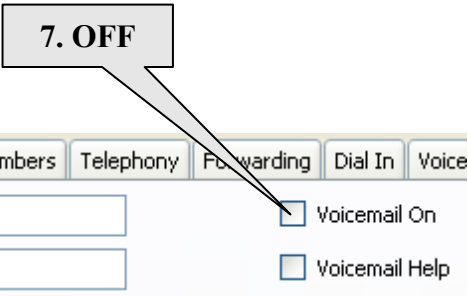 7. OFF
mbers Telephony Forwarding Dial In Voice
Voicemail On
Voicemail Help